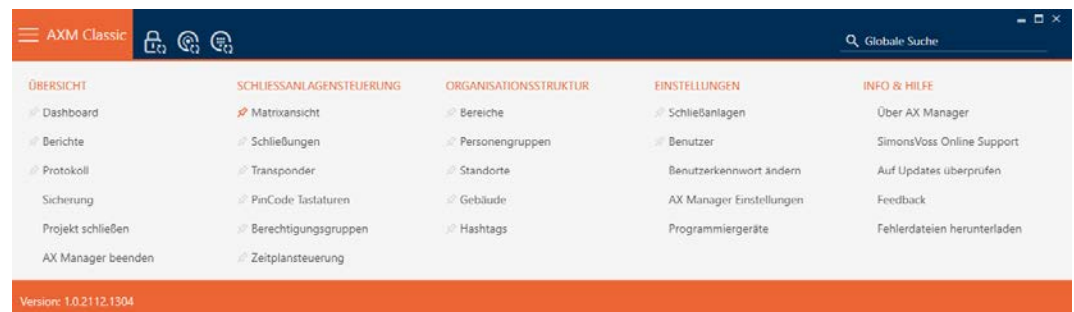 AXM Classic
Globale Suche
ÜBERSICHT
Dashboard
Berichte
Protokoll
Sicherung
Projekt schließen
AX Manager beenden
SCHLIESSANLAGENSTEUERUNG
Matrixansicht
Schließungen
Transponder
PinCode Tastaturen
Berechtigungsgruppen
Zeitplansteuerung
ORGANISATIONSSTRUKTUR
Bereiche
Personengruppen
Standorte
Gebäude
Hashtags
EINSTELLUNGEN
Schließanlagen
Benutzer
Benutzerkennwort ändern
AX Manager Einstellungen
Programmiergeräte
INFO & HILFE
Über AX Manager
SimonsVoss Online Support
Auf Updates überprüfen
Feedback
Fehlerdateien herunterladen
Version: 1.0.2112.1304